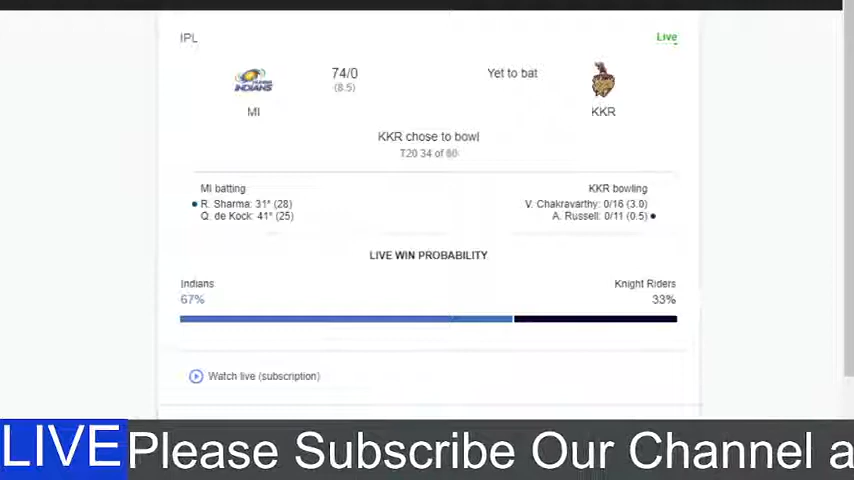 IPL
Live
74/0
Yet to bat
(8.5)
INDIANS
MI
KKR
KKR chose to bowl
T20 34 of 60
MI batting
KKR bowling
R. Sharma: 31* (28)
V. Chakravarthy: 0/16 (3.0)
Q. de Kock: 41* (25)
A. Russell: 0/11 (0.5)
LIVE WIN PROBABILITY
Indians
Knight Riders
67%
33%
Watch live (subscription)
LIVE Please Subscribe Our Channel a